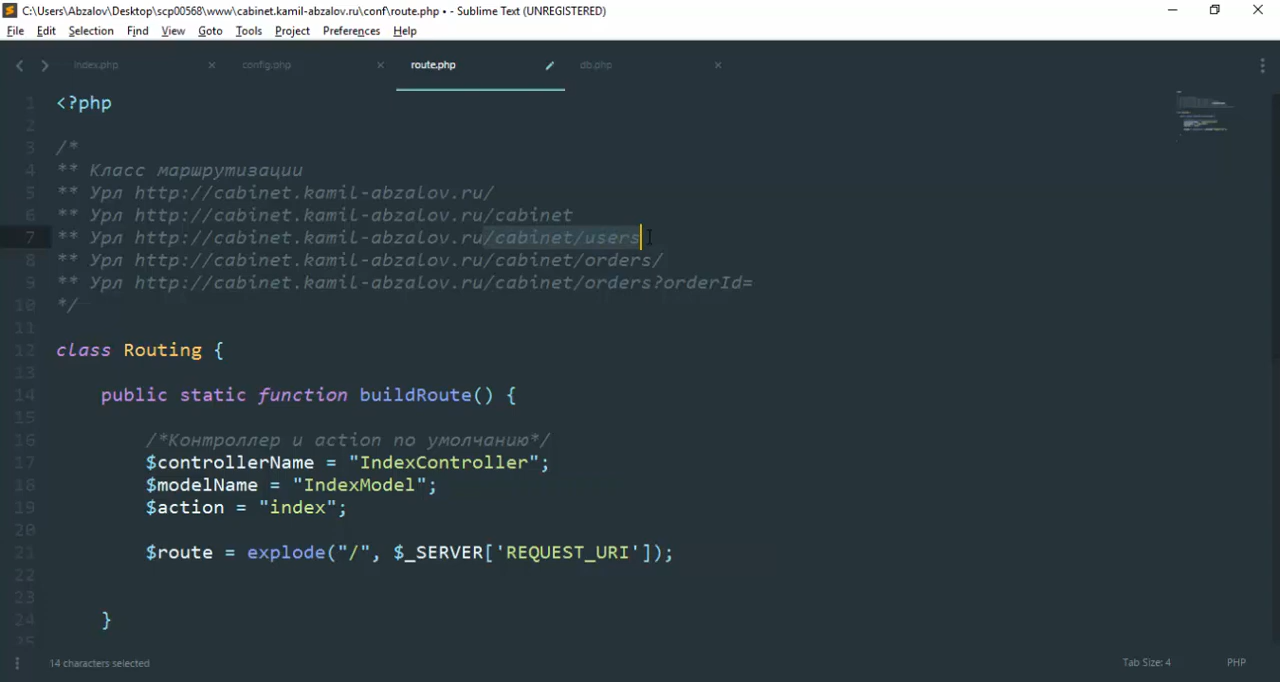 C:\Users\Abzalov\Desktop\scp00568\www\cabinet.kamil-abzalov.ru\conf\route.php • - Sublime Text (UNREGISTERED)
File Edit Selection Find View Goto Tools Project Preferences Help
index.php config.php route.php db.php
1 <?php
2
3 /*
4 ** Класс маршрутизации
5 ** Урл http://cabinet.kamil-abzalov.ru/
6 ** Урл http://cabinet.kamil-abzalov.ru/cabinet
7 ** Урл http://cabinet.kamil-abzalov.ru/cabinet/users
8 ** Урл http://cabinet.kamil-abzalov.ru/cabinet/orders/
9 ** Урл http://cabinet.kamil-abzalov.ru/cabinet/orders?orderId=
10 */
11
12 class Routing {
13
14 public static function buildRoute() {
15
16 /*Контроллер и action по умолчанию*/
17 $controllerName = "IndexController";
18 $modelName = "IndexModel";
19 $action = "index";
20
21 $route = explode("/", $_SERVER['REQUEST_URI']);
22
23
24 }
25
14 characters selected Tab Size: 4 PHP